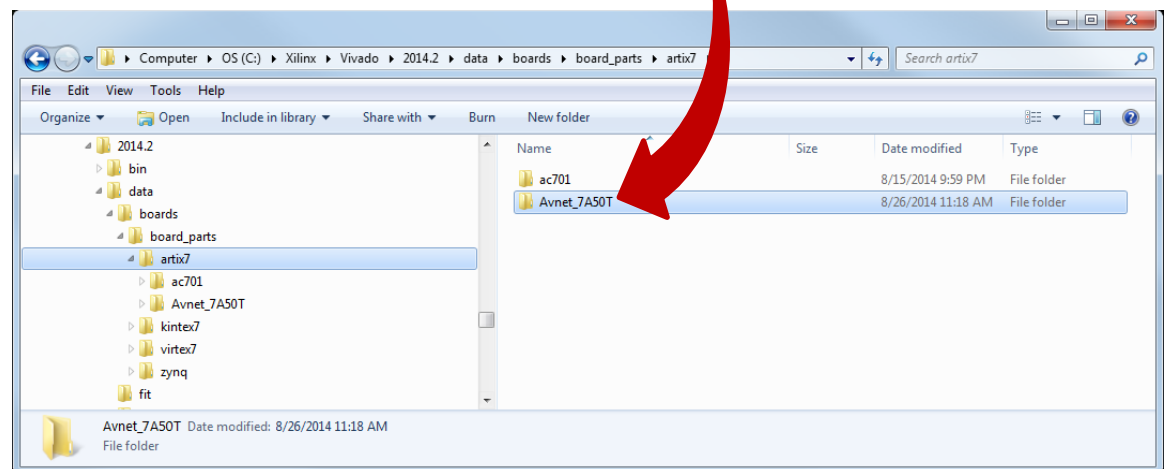 Computer ▸ OS (C:) ▸ Xilinx ▸ Vivado ▸ 2014.2 ▸ data ▸ boards ▸ board_parts ▸ artix7
Search artix7
File Edit View Tools Help
Organize Open Include in library Share with Burn New folder
2014.2
bin
data
boards
board_parts
artix7
ac701
Avnet_7A50T
kintex7
virtex7
zynq
fit
Name Size Date modified Type
ac701 8/15/2014 9:59 PM File folder
Avnet_7A50T 8/26/2014 11:18 AM File folder
Avnet_7A50T Date modified: 8/26/2014 11:18 AM
File folder